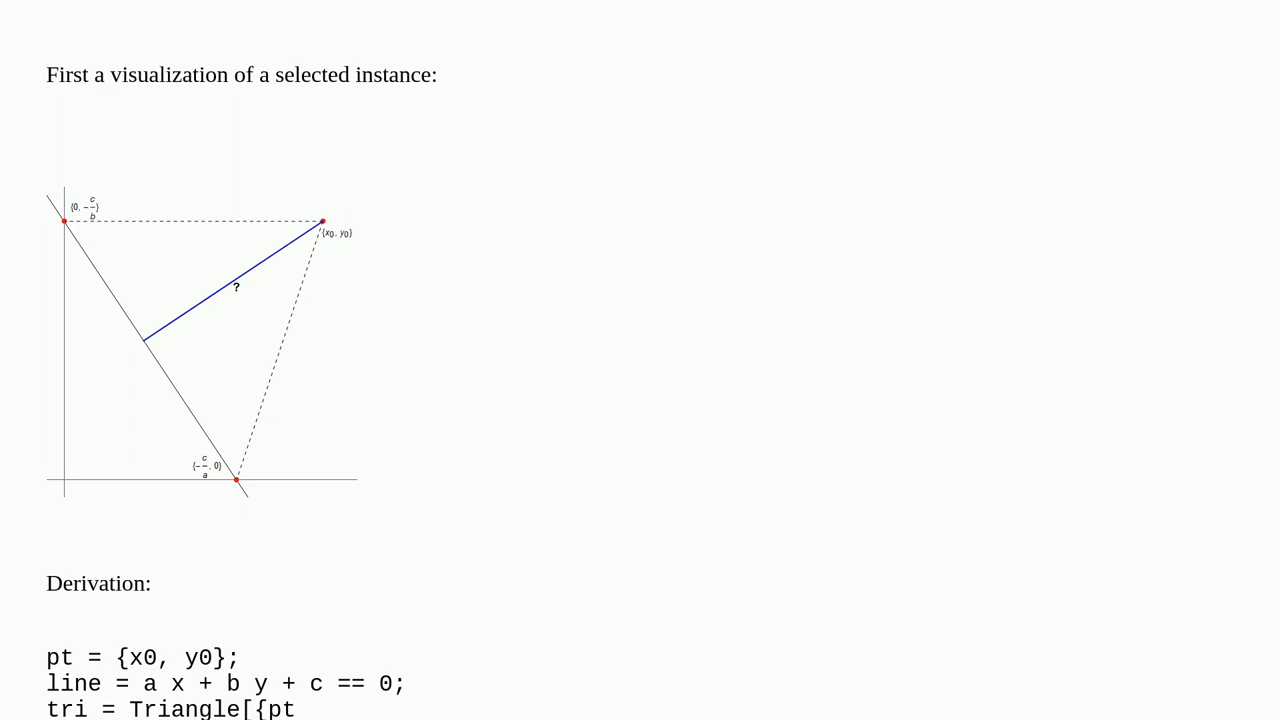 First a visualization of a selected instance:
{0, -c/b}
{x0, y0}
?
{-c/a, 0}
Derivation:
pt = {x0, y0};
line = a x + b y + c == 0;
tri = Triangle[{pt